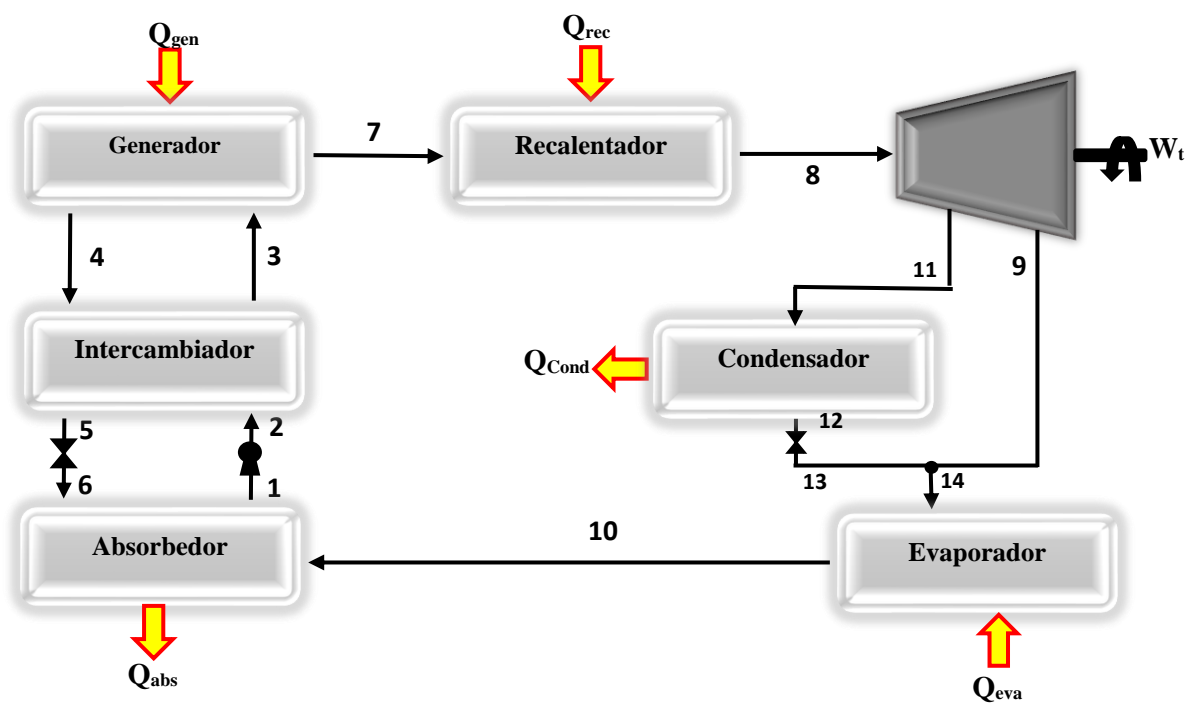 Qgen
Qrec
Generador
7
Recalentador
8
Wt
4
3
11
9
Intercambiador
QCond
Condensador
5
2
12
6
1
13
14
Absorbedor
10
Evaporador
Qabs
Qeva